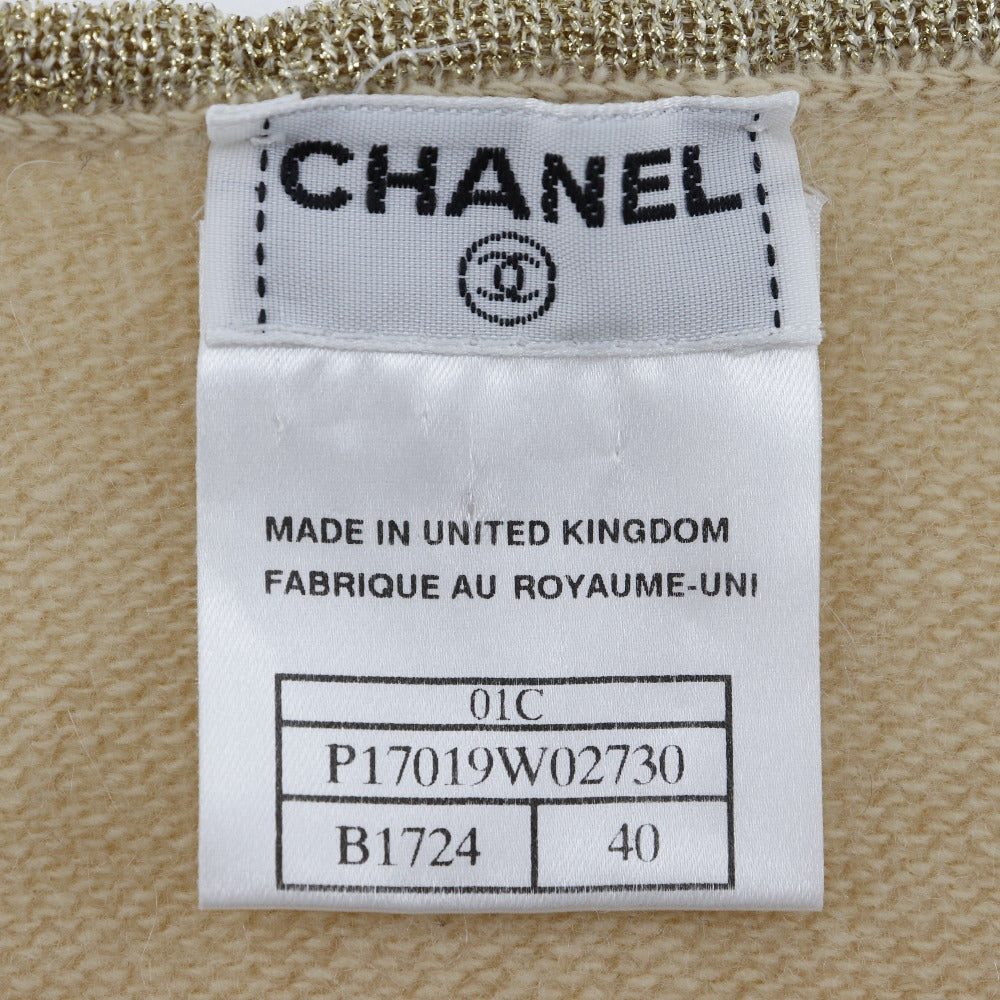 CHANEL
MADE IN UNITED KINGDOM
FABRIQUE AU ROYAUME-UNI
01C
P17019W02730
B1724 40